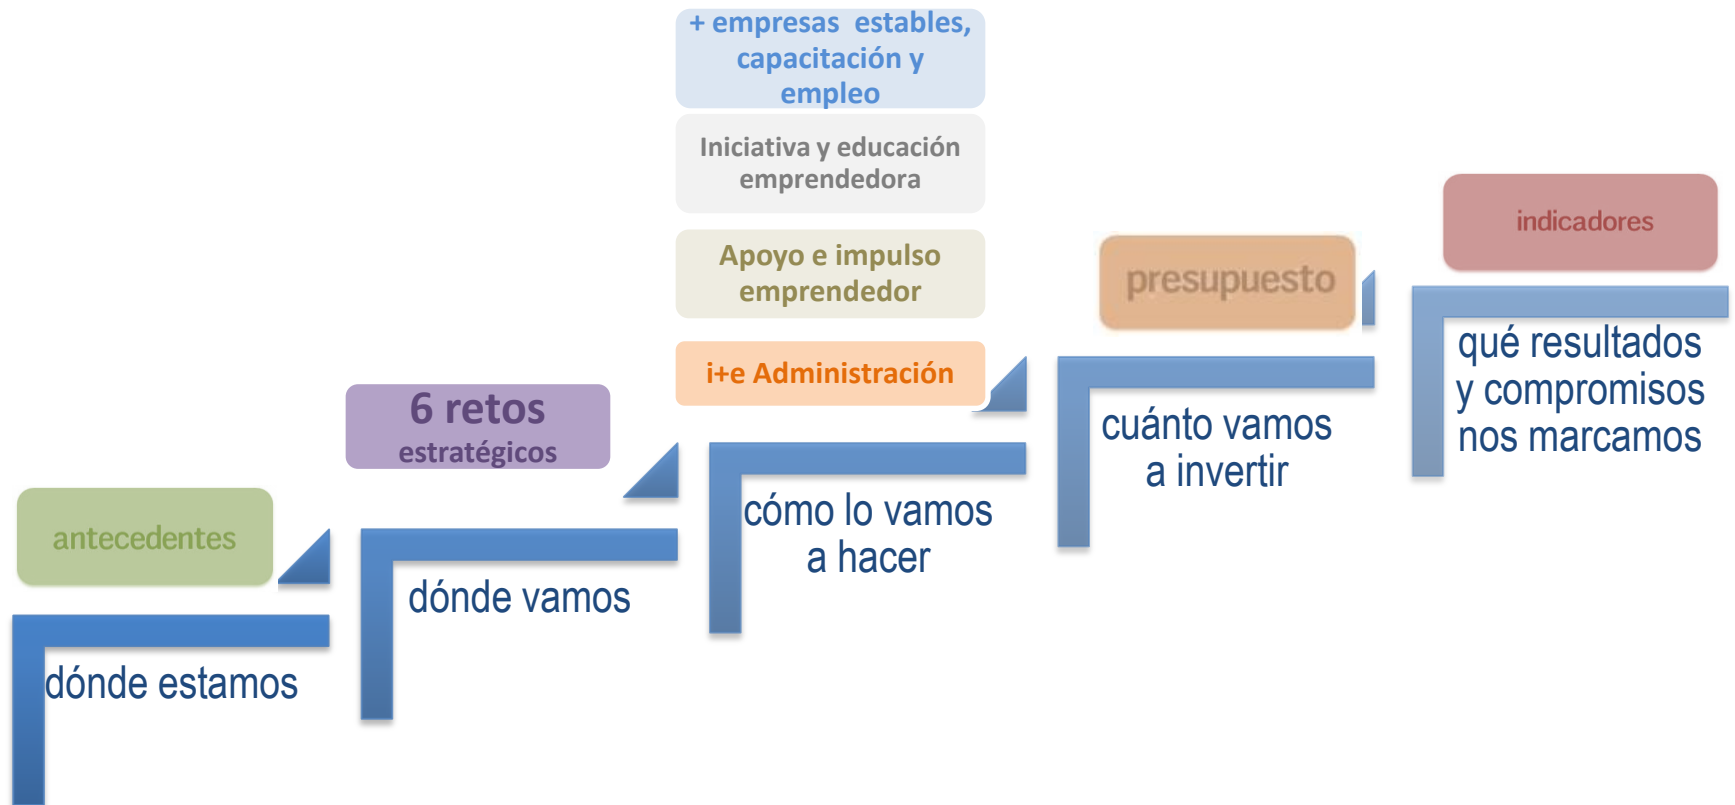 + empresas estables,
capacitación y
empleo
Iniciativa y educación
emprendedora
Apoyo e impulso
emprendedor
i+e Administración
indicadores
presupuesto
6 retos
estratégicos
antecedentes
qué resultados
y compromisos
nos marcamos
cuánto vamos
a invertir
cómo lo vamos
a hacer
dónde vamos
dónde estamos